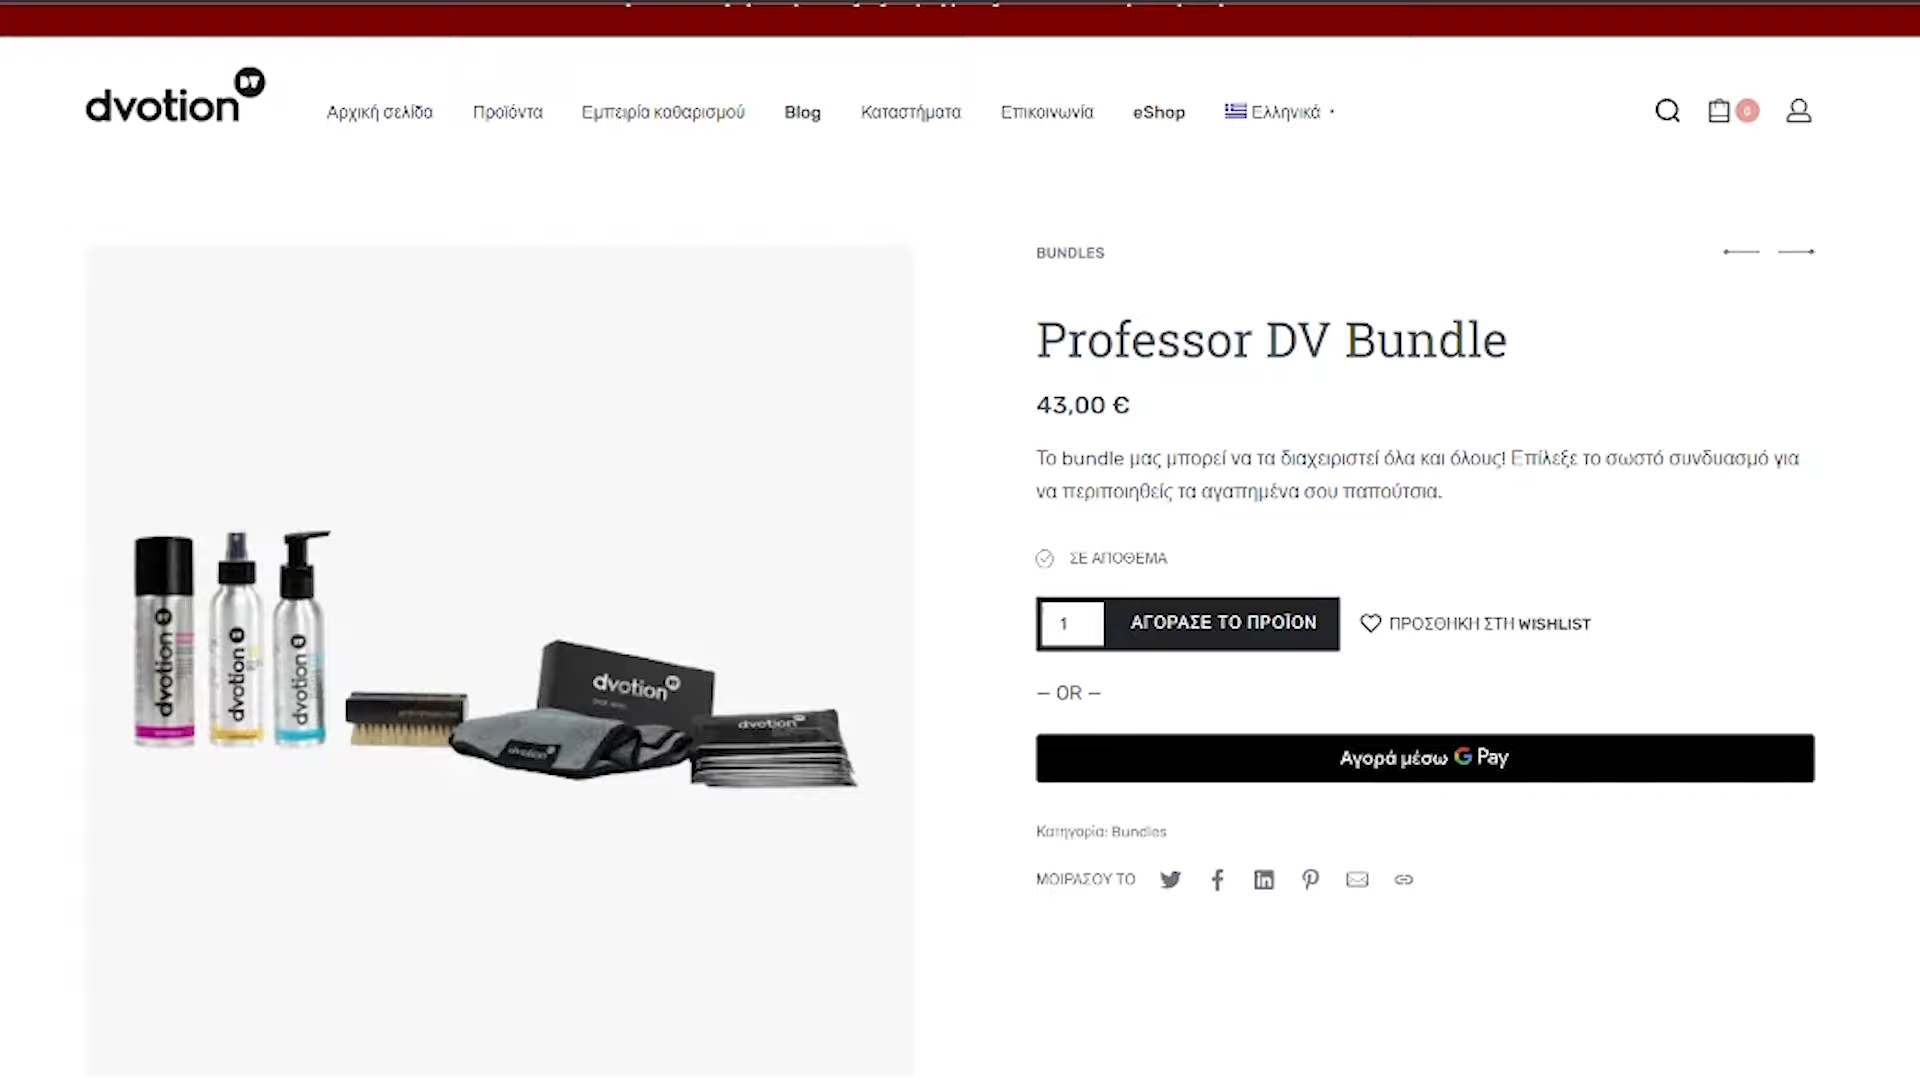 dvotion DT
Αρχική σελίδα Προϊόντα Εμπειρία καθαρισμού Blog Καταστήματα Επικοινωνία eShop Ελληνικά
0
BUNDLES
Professor DV Bundle
43,00 €
Το bundle μας μπορεί να τα διαχειριστεί όλα και όλους! Επίλεξε το σωστό συνδυασμό για
να περιποιηθείς τα αγαπημένα σου παπούτσια.
ΣΕ ΑΠΟΘΕΜΑ
1 ΑΓΟΡΑΣΕ ΤΟ ΠΡΟΪΟΝ ΠΡΟΣΘΗΚΗ ΣΤΗ WISHLIST
— OR —
Αγορά μέσω G Pay
Κατηγορία: Bundles
ΜΟΙΡΑΣΟΥ ΤΟ
dvotion
dvotion
dvotion
dvotion
dvotion
dvotion